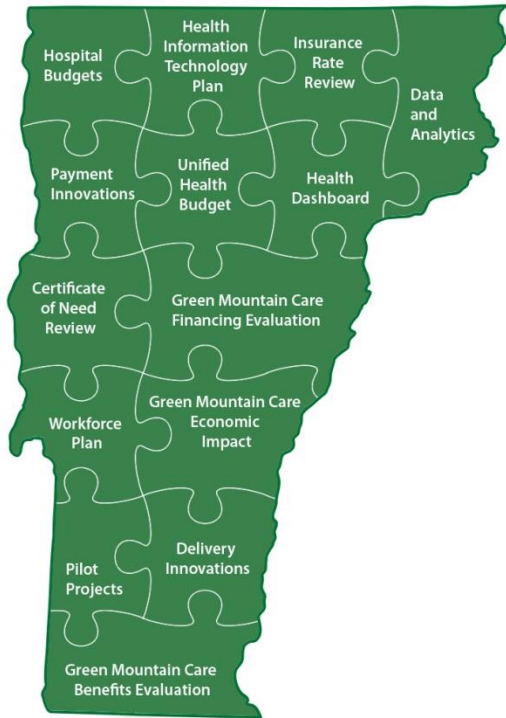 Hospital
Budgets
Health
Information
Technology
Plan
Insurance
Rate
Review
Data
and
Analytics
Payment
Innovations
Unified
Health
Budget
Health
Dashboard
Certificate
of Need
Review
Green Mountain Care
Financing Evaluation
Workforce
Plan
Green Mountain Care
Economic
Impact
Pilot
Projects
Delivery
Innovations
Green Mountain Care
Benefits Evaluation